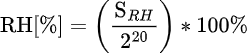 RH[%] = ( S_RH / 2^20 ) * 100%